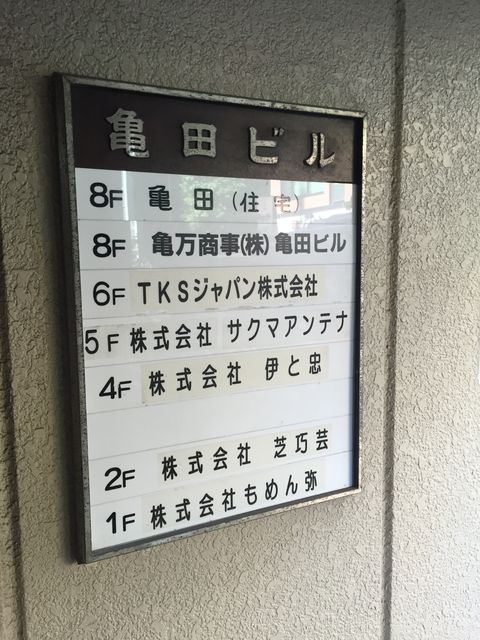 亀田ビル
8F 亀田(住宅)
8F 亀万商事(株)亀田ビル
6F TKSジャパン株式会社
5F 株式会社 サクマアンテナ
4F 株式会社 伊と忠
2F 株式会社 芝巧芸
1F 株式会社もめん弥